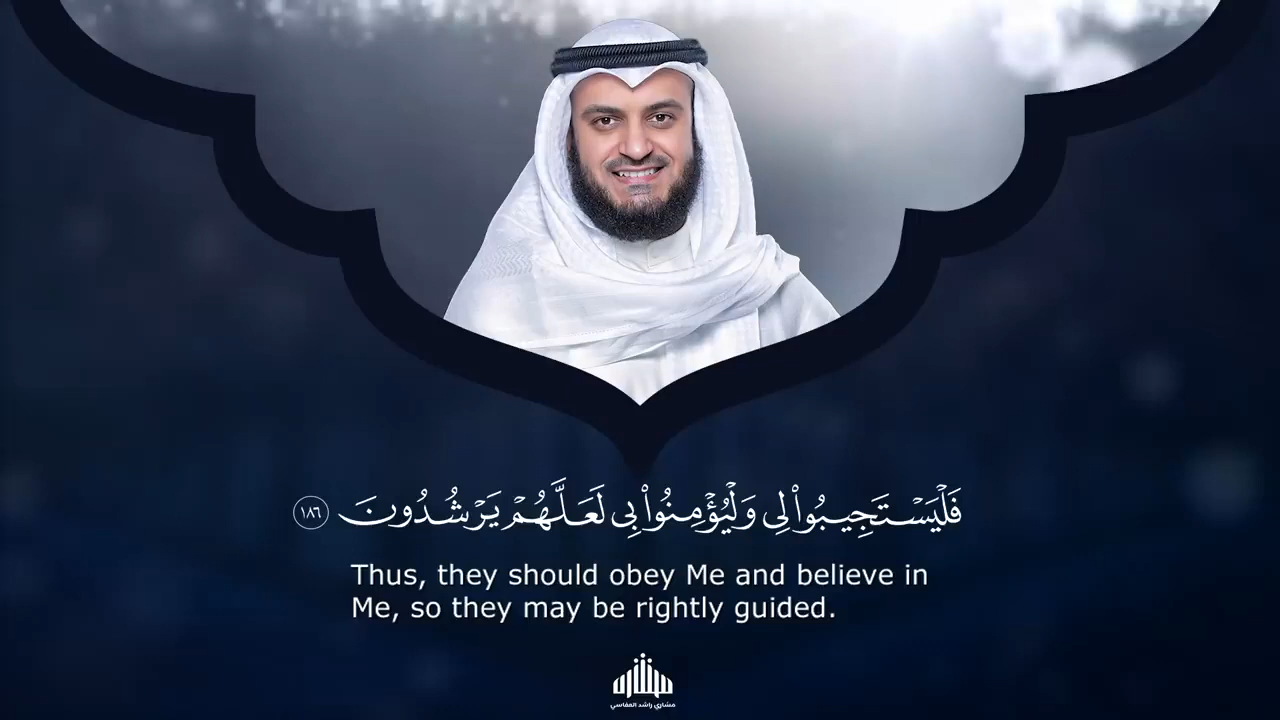 فَلْيَسْتَجِيبُوا۟ لِى وَلْيُؤْمِنُوا۟ بِى لَعَلَّهُمْ يَرْشُدُونَ ١٨٦
Thus, they should obey Me and believe in
Me, so they may be rightly guided.
مشاري راشد العفاسي